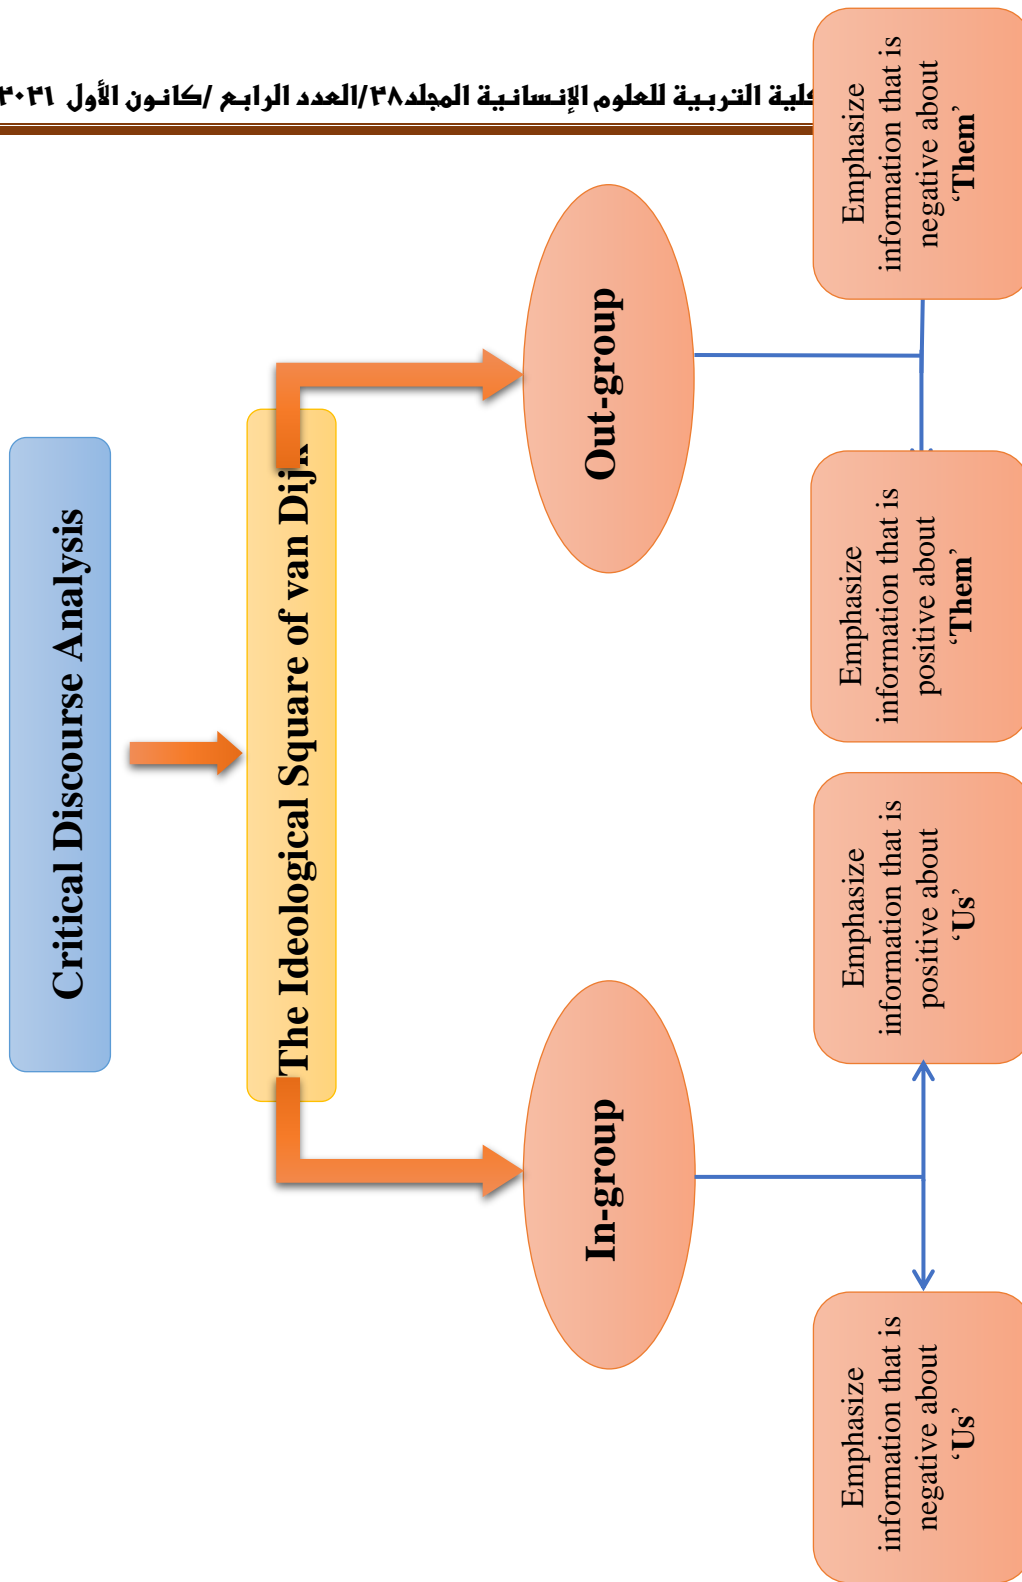 كلية التربية للعلوم الإنسانية المجلد٢٨/العدد الرابع /كانون الأول ٢٠٢١
Critical Discourse Analysis
The Ideological Square of van Dijk
In-group
Out-group
Emphasize
information that is
negative about
‘Us’
Emphasize
information that is
positive about
‘Us’
Emphasize
information that is
positive about
‘Them’
Emphasize
information that is
negative about
‘Them’